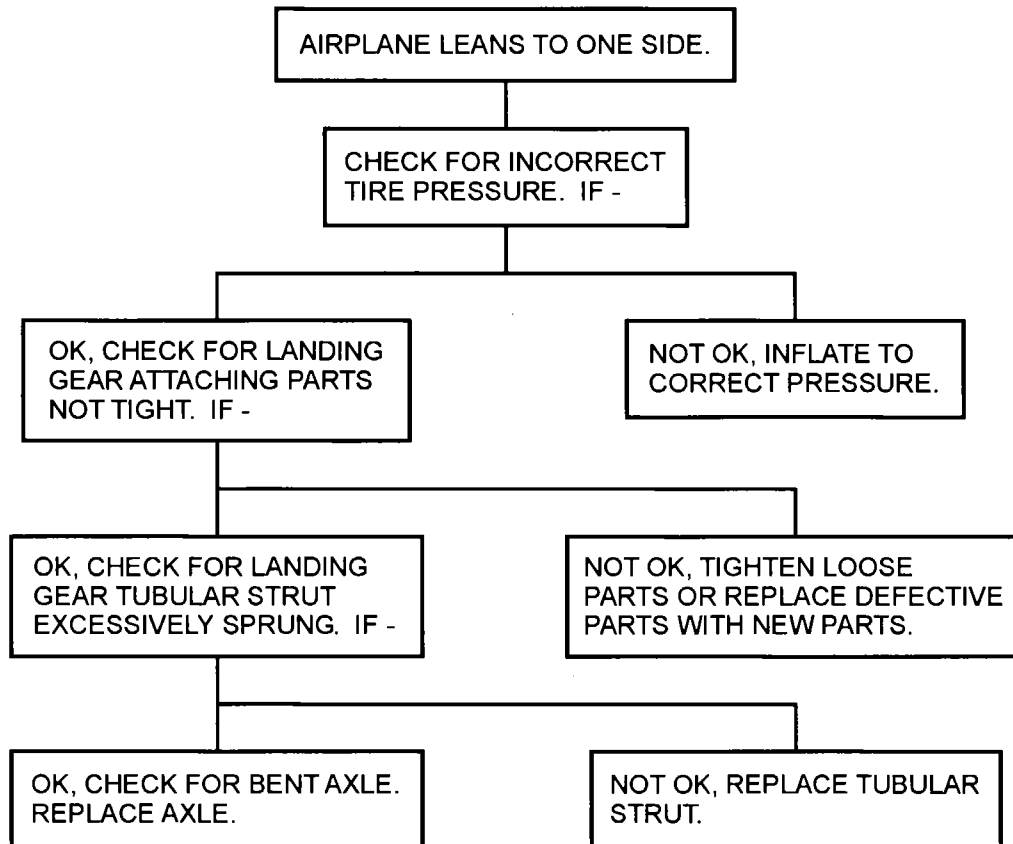 AIRPLANE LEANS TO ONE SIDE.
CHECK FOR INCORRECT
TIRE PRESSURE. IF -
OK, CHECK FOR LANDING
GEAR ATTACHING PARTS
NOT TIGHT. IF -
NOT OK, INFLATE TO
CORRECT PRESSURE.
OK, CHECK FOR LANDING
GEAR TUBULAR STRUT
EXCESSIVELY SPRUNG. IF -
NOT OK, TIGHTEN LOOSE
PARTS OR REPLACE DEFECTIVE
PARTS WITH NEW PARTS.
OK, CHECK FOR BENT AXLE.
REPLACE AXLE.
NOT OK, REPLACE TUBULAR
STRUT.